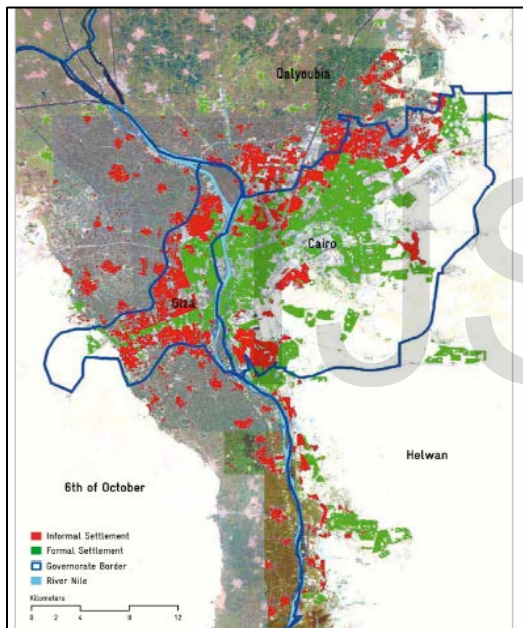 Qalyoubia
Cairo
Giza
Helwan
6th of October
Informal Settlement
Formal Settlement
Governorate Border
River Nile
Kilometers
0 2 4 8 12